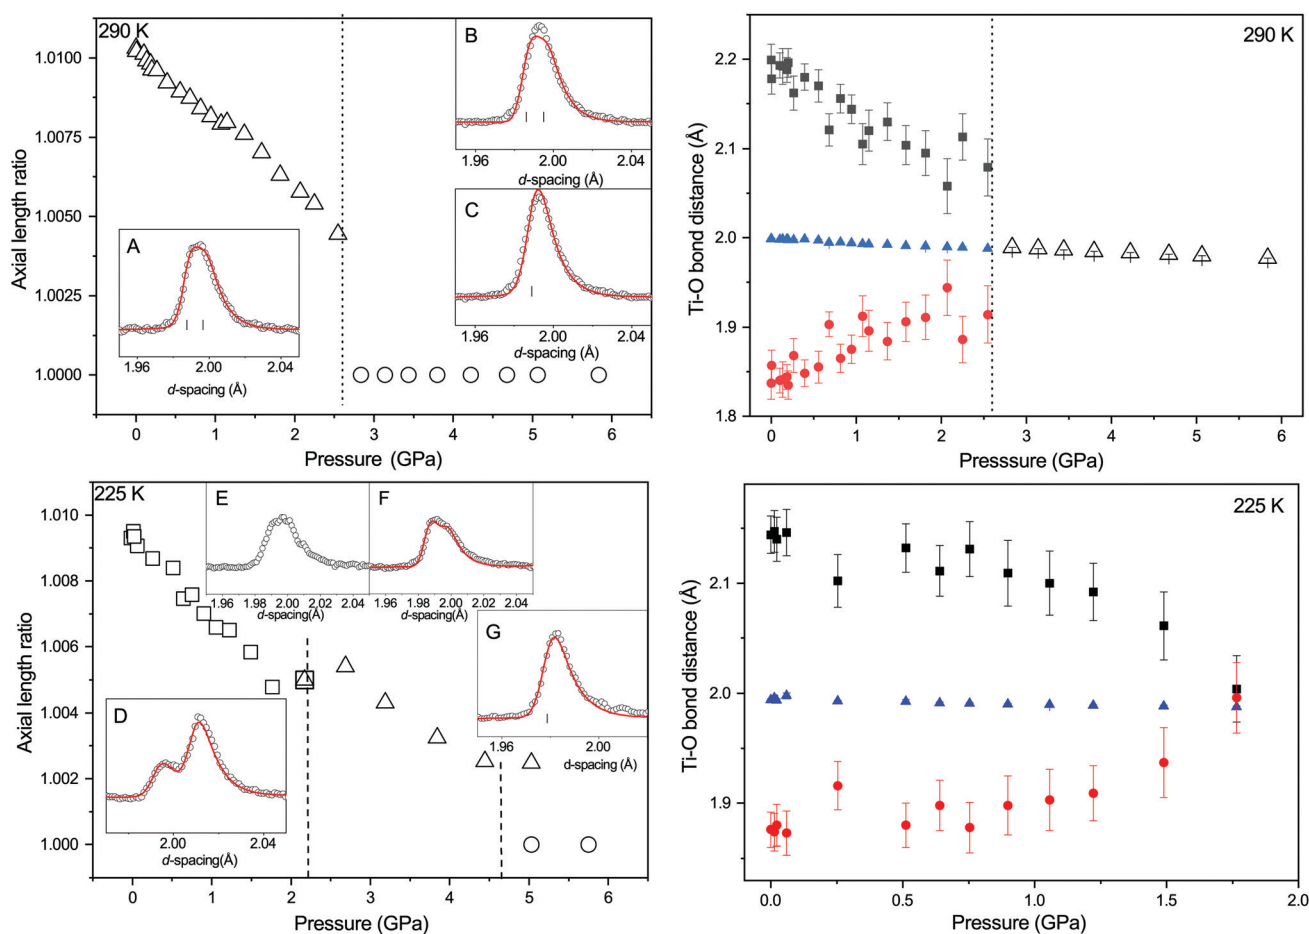 290 K
1.0100
1.0075
1.0050
1.0025
1.0000
Axial length ratio
0 1 2 3 4 5 6
Pressure (GPa)
A
1.96 2.00 2.04
d-spacing (Å)
B
1.96 2.00 2.04
d-spacing (Å)
C
1.96 2.00 2.04
d-spacing (Å)
290 K
2.2
2.1
2.0
1.9
1.8
Ti-O bond distance (Å)
0 1 2 3 4 5 6
Presssure (GPa)
225 K
1.010
1.008
1.006
1.004
1.002
1.000
Axial length ratio
0 1 2 3 4 5 6
Pressure (GPa)
D
2.00 2.04
d-spacing(Å)
E
1.96 1.98 2.00 2.02 2.04
d-spacing (Å)
F
1.96 1.98 2.00 2.02 2.04
d-spacing (Å)
G
1.96 2.00
d-spacing (Å)
225 K
2.1
2.0
1.9
Ti-O bond distance (Å)
0.0 0.5 1.0 1.5 2.0
Pressure (GPa)